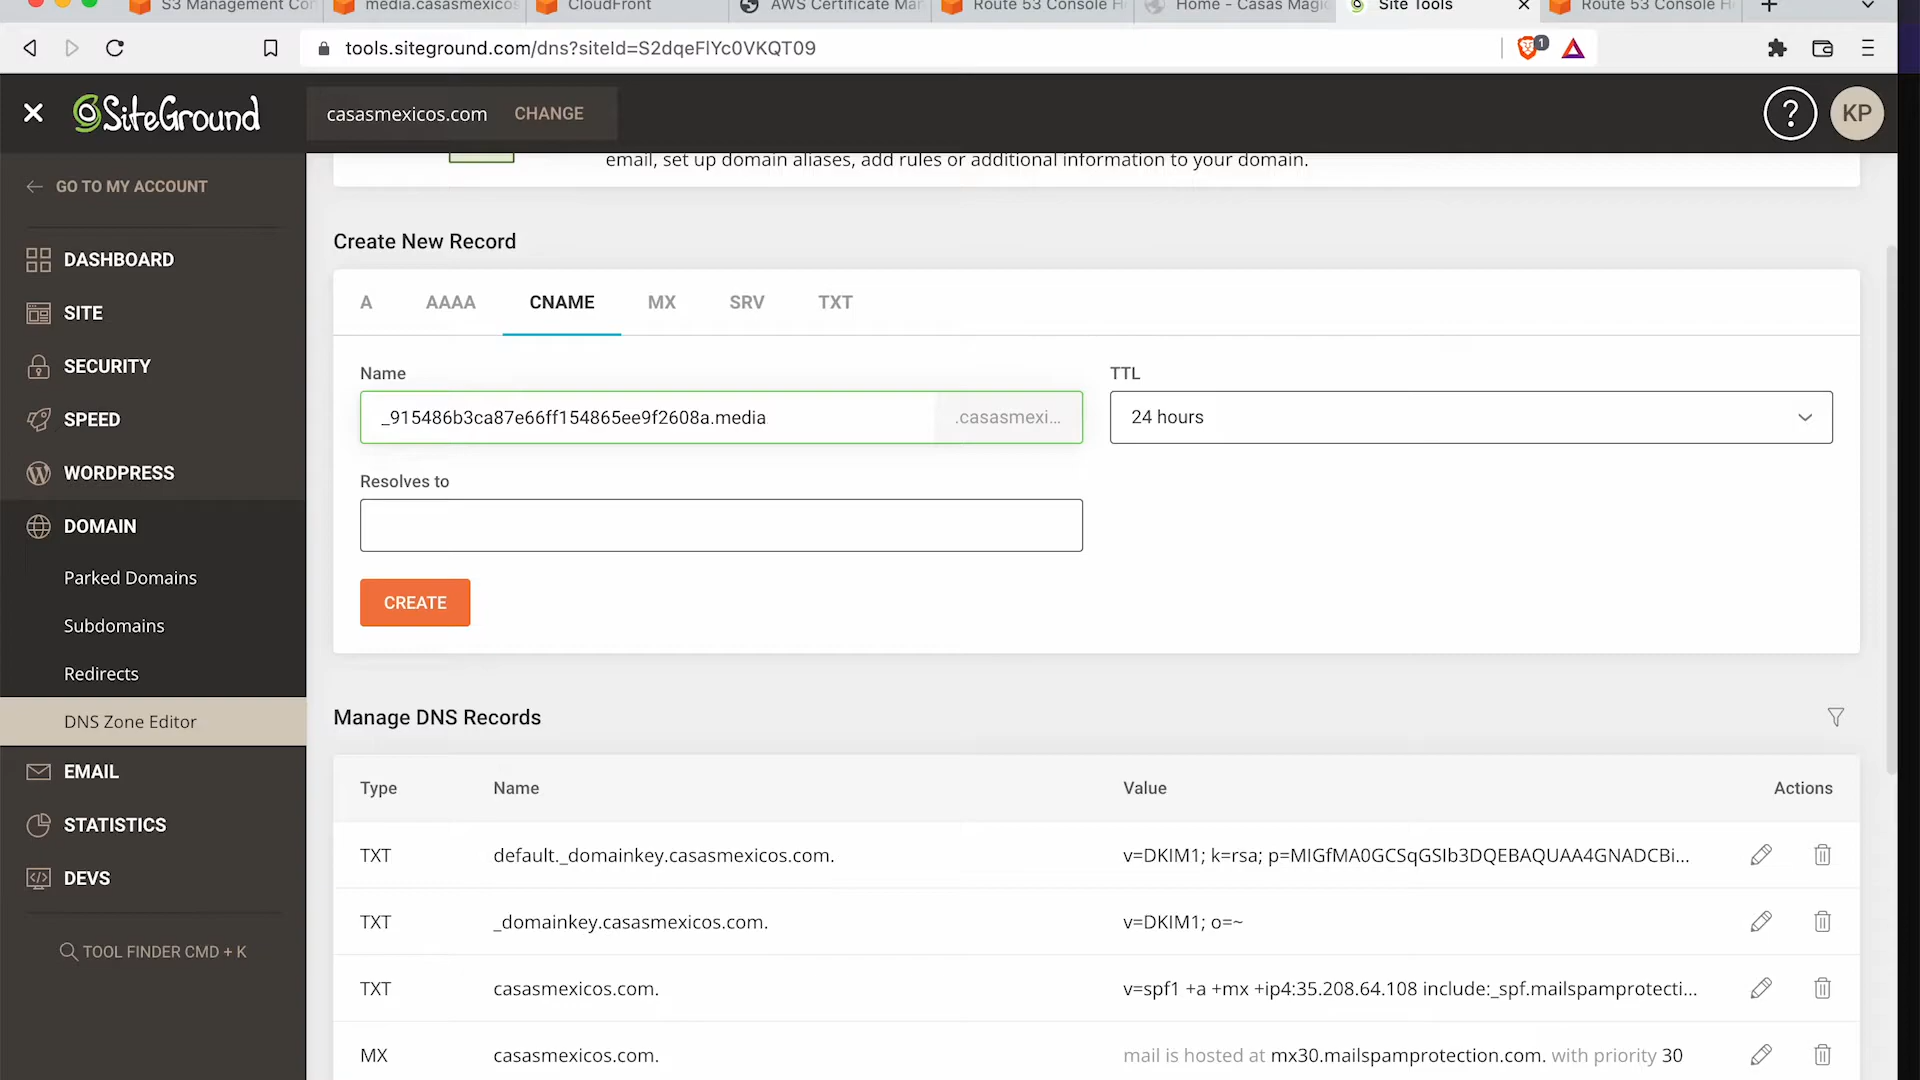 S3 Management Con
media.casasmexicos
CloudFront
AWS Certificate Mar
Route 53 Console H
Home - Casas Magic
Site Tools
Route 53 Console H
tools.siteground.com/dns?siteId=S2dqeFlYc0VKQT09
1
SiteGround
casasmexicos.com
CHANGE
?
KP
GO TO MY ACCOUNT
DASHBOARD
SITE
SECURITY
SPEED
WORDPRESS
DOMAIN
Parked Domains
Subdomains
Redirects
DNS Zone Editor
EMAIL
STATISTICS
DEVS
TOOL FINDER CMD + K
email, set up domain aliases, add rules or additional information to your domain.
Create New Record
A AAAA CNAME MX SRV TXT
Name
_915486b3ca87e66ff154865ee9f2608a.media
.casasmexi...
TTL
24 hours
Resolves to
CREATE
Manage DNS Records
Type Name Value Actions
TXT default._domainkey.casasmexicos.com. v=DKIM1; k=rsa; p=MIGfMA0GCSqGSIb3DQEBAQUAA4GNADCBi...
TXT _domainkey.casasmexicos.com. v=DKIM1; o=~
TXT casasmexicos.com. v=spf1 +a +mx +ip4:35.208.64.108 include:_spf.mailspamprotecti...
MX casasmexicos.com. mail is hosted at mx30.mailspamprotection.com. with priority 30